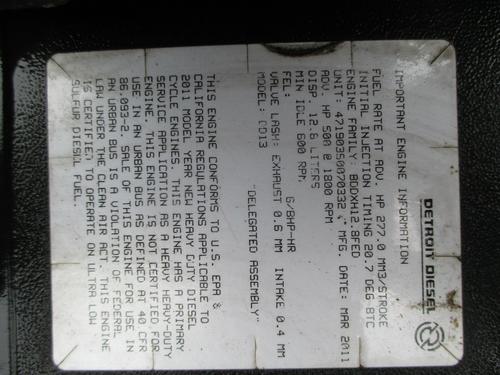 DETROIT DIESEL
IMPORTANT ENGINE INFORMATION
FUEL RATE AT ADV. HP 277.0 MM3/STROKE
INITIAL INJECTION TIMING 20.7 DEG BTC
ENGINE FAMILY: BDDXH12.8FED
UNIT: 47190350070332 MFG. DATE: MAR 2011
ADV. HP 500 @ 1800 RPM
DISP. 12.8 LITERS
MIN IDLE 600 RPM
FEL: G/BHP-HR
VALVE LASH: EXHAUST 0.6 MM INTAKE 0.4 MM
MODEL: DD13 "DELEGATED ASSEMBLY"
THIS ENGINE CONFORMS TO U.S. EPA &
CALIFORNIA REGULATIONS APPLICABLE TO
2011 MODEL YEAR NEW HEAVY DUTY DIESEL
CYCLE ENGINES. THIS ENGINE HAS A PRIMARY
SERVICE APPLICATION AS A HEAVY HEAVY-DUTY
ENGINE. THIS ENGINE IS NOT CERTIFIED FOR
USE IN AN URBAN BUS AS DEFINED AT 40 CFR
86.093-2. SALE OF THIS ENGINE FOR USE IN
AN URBAN BUS IS A VIOLATION OF FEDERAL
LAW UNDER THE CLEAN AIR ACT. THIS ENGINE
IS CERTIFIED TO OPERATE ON ULTRA LOW
SULFUR DIESEL FUEL.